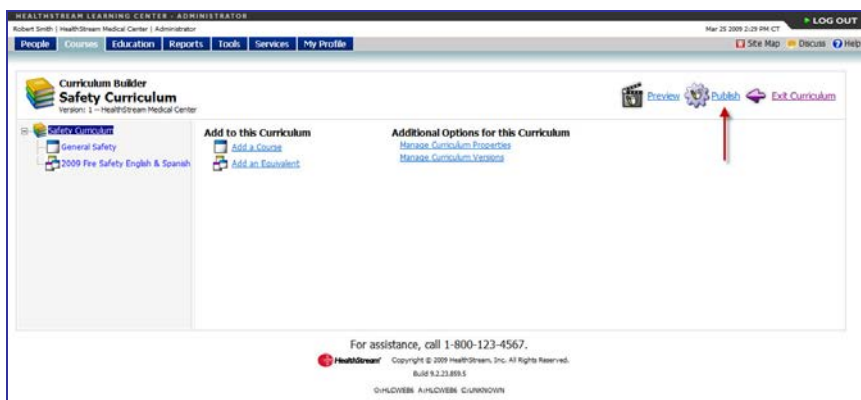 HEALTHSTREAM LEARNING CENTER - ADMINISTRATOR
LOG OUT
Robert Smith | HealthStream Medical Center | Administrator
Mar 25 2009 2:29 PM CT
People Courses Education Reports Tools Services My Profile
Site Map Discuss Help
Curriculum Builder
Safety Curriculum
Version: 1 – HealthStream Medical Center
Preview Publish Exit Curriculum
Safety Curriculum
General Safety
2009 Fire Safety English & Spanish
Add to this Curriculum
Add a Course
Add an Equivalent
Additional Options for this Curriculum
Manage Curriculum Properties
Manage Curriculum Versions
For assistance, call 1-800-123-4567.
HealthStream Copyright © 2009 HealthStream, Inc. All Rights Reserved.
Build 9.2.23.859.5
O:HLCWEB6 A:HLCWEB6 C:UNKNOWN